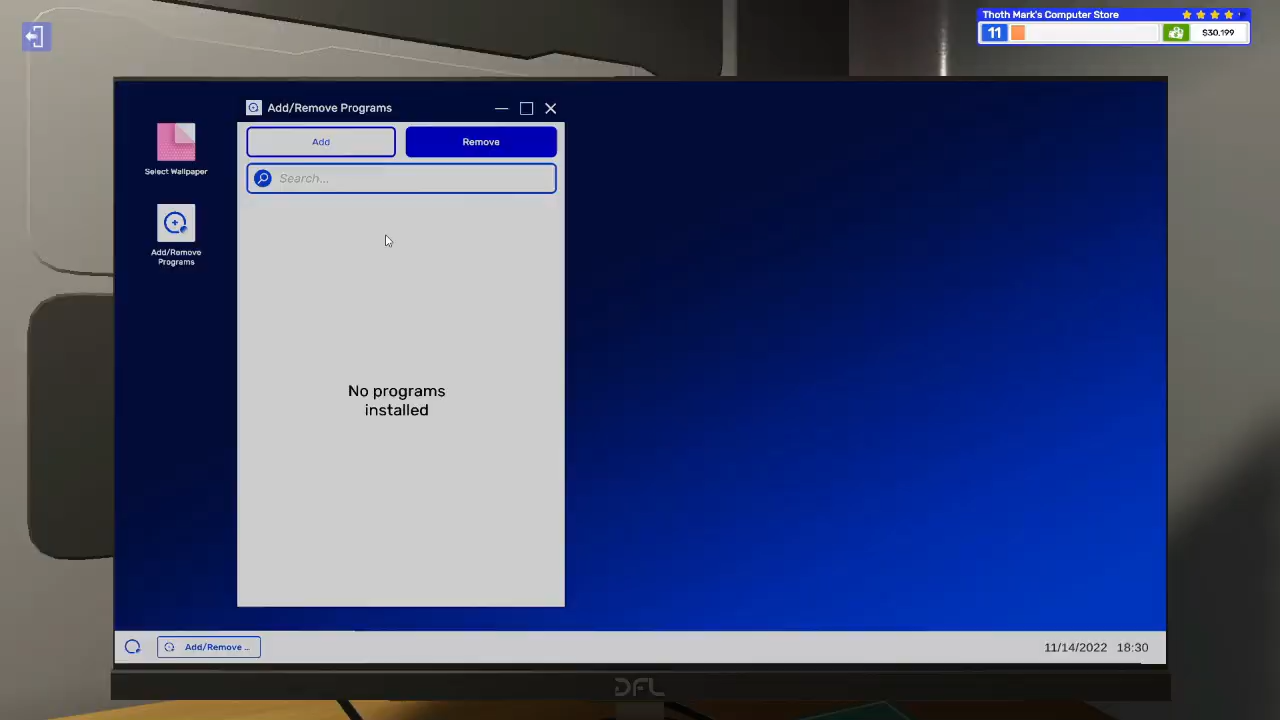 Thoth Mark's Computer Store
11
$30,199
Add/Remove Programs
Add
Remove
Search...
Select Wallpaper
Add/Remove
Programs
No programs
installed
Add/Remove ...
11/14/2022 18:30
DFL